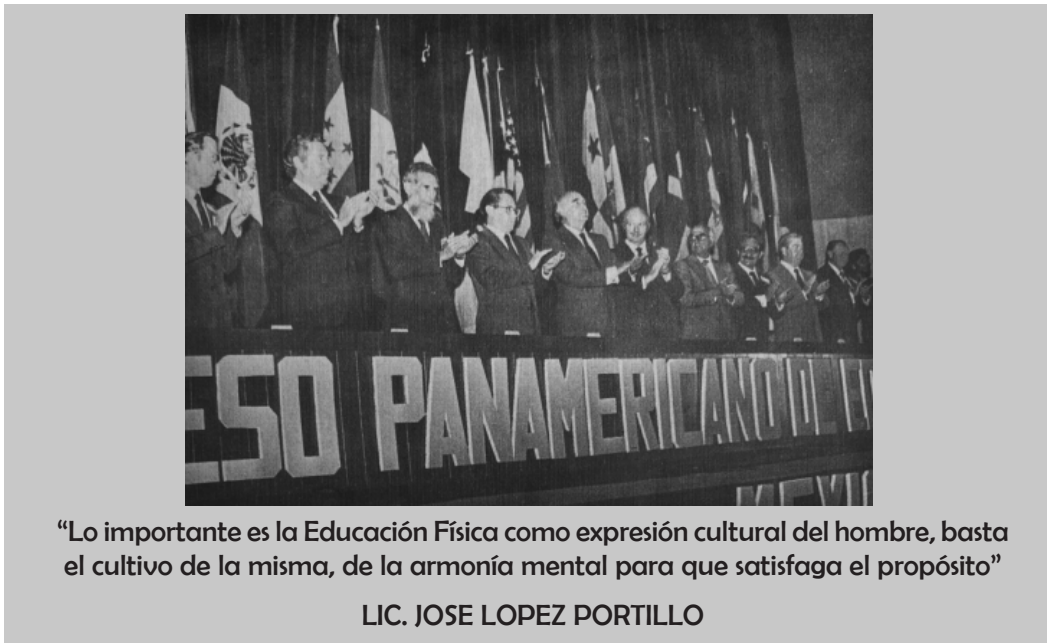 ESO PANAMERICANO DE E
MEXIC
“Lo importante es la Educación Física como expresión cultural del hombre, basta
el cultivo de la misma, de la armonía mental para que satisfaga el propósito”
LIC. JOSE LOPEZ PORTILLO